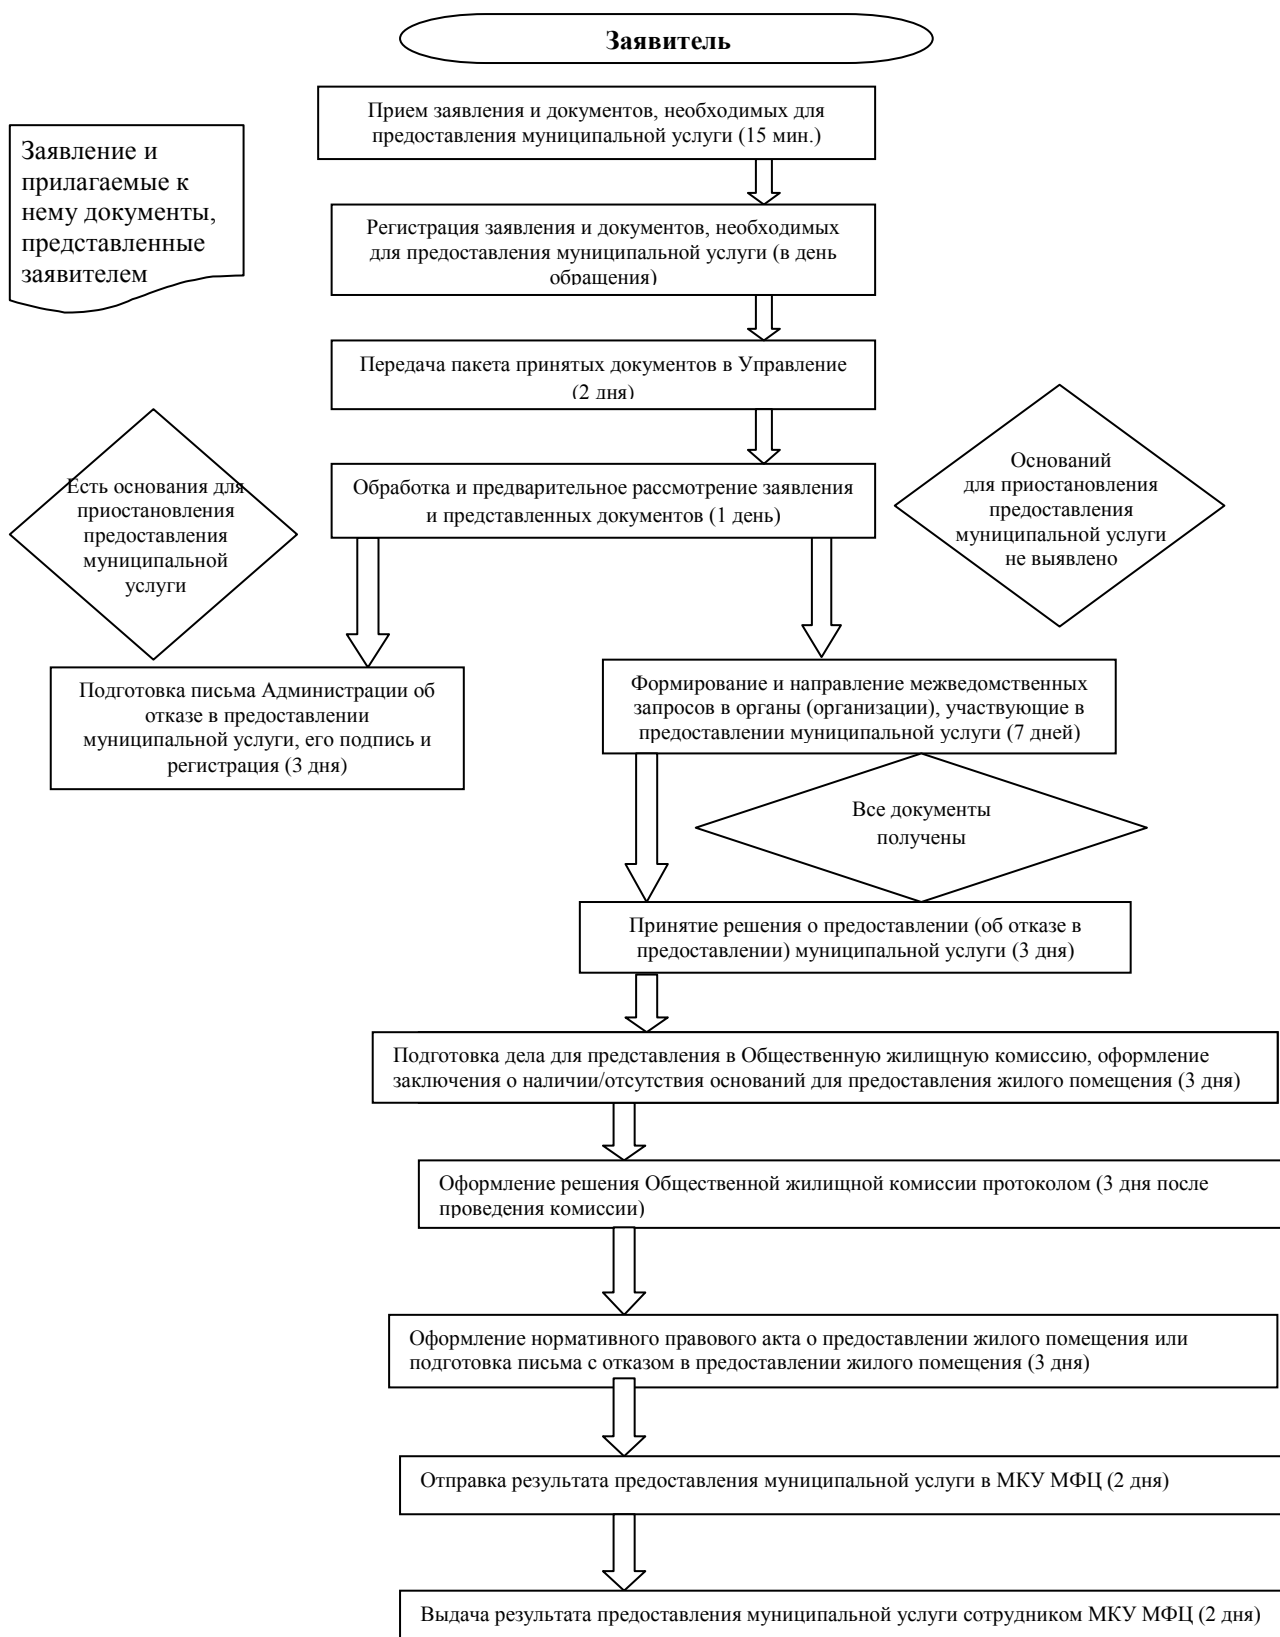 Заявитель
Прием заявления и документов, необходимых для
предоставления муниципальной услуги (15 мин.)
Заявление и
прилагаемые к
нему документы,
представленные
заявителем
Регистрация заявления и документов, необходимых
для предоставления муниципальной услуги (в день
обращения)
Передача пакета принятых документов в Управление
(2 дня)
Есть основания для
приостановления
предоставления
муниципальной
услуги
Обработка и предварительное рассмотрение заявления
и представленных документов (1 день)
Оснований
для приостановления
предоставления
муниципальной услуги
не выявлено
Подготовка письма Администрации об
отказе в предоставлении
муниципальной услуги, его подпись и
регистрация (3 дня)
Формирование и направление межведомственных
запросов в органы (организации), участвующие в
предоставлении муниципальной услуги (7 дней)
Все документы
получены
Принятие решения о предоставлении (об отказе в
предоставлении) муниципальной услуги (3 дня)
Подготовка дела для представления в Общественную жилищную комиссию, оформление
заключения о наличии/отсутствия оснований для предоставления жилого помещения (3 дня)
Оформление решения Общественной жилищной комиссии протоколом (3 дня после
проведения комиссии)
Оформление нормативного правового акта о предоставлении жилого помещения или
подготовка письма с отказом в предоставлении жилого помещения (3 дня)
Отправка результата предоставления муниципальной услуги в МКУ МФЦ (2 дня)
Выдача результата предоставления муниципальной услуги сотрудником МКУ МФЦ (2 дня)